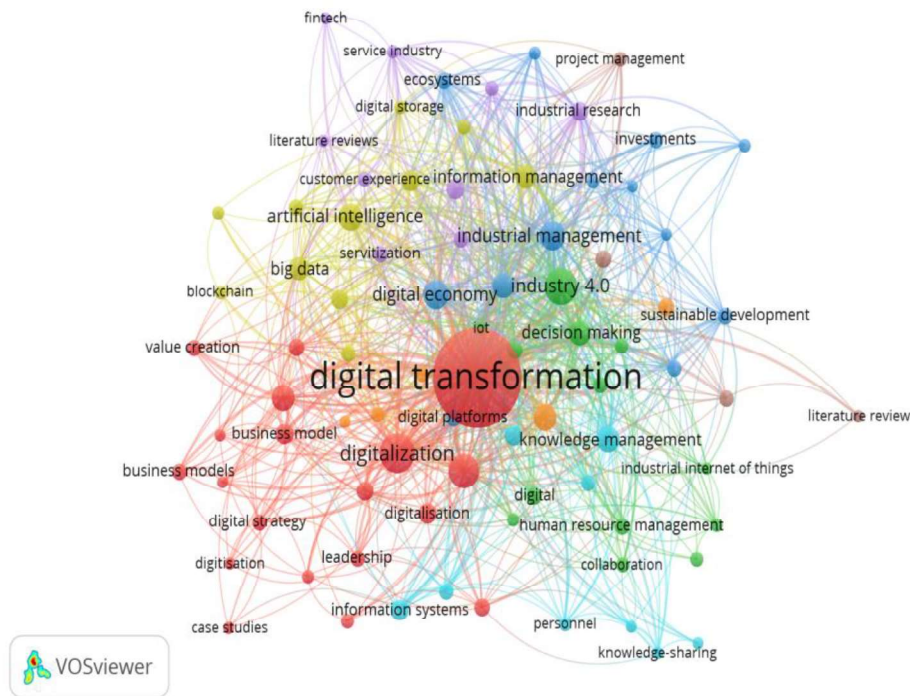 fintech
service industry
project management
ecosystems
digital storage
industrial research
literature reviews
investments
customer experience
information management
artificial intelligence
industrial management
servitization
big data
industry 4.0
blockchain
digital economy
sustainable development
iot
decision making
value creation
digital transformation
digital platforms
literature review
business model
knowledge management
digitalization
business models
industrial internet of things
digital
digital strategy
digitalisation
human resource management
digitisation
leadership
collaboration
information systems
case studies
personnel
knowledge-sharing
VOSviewer